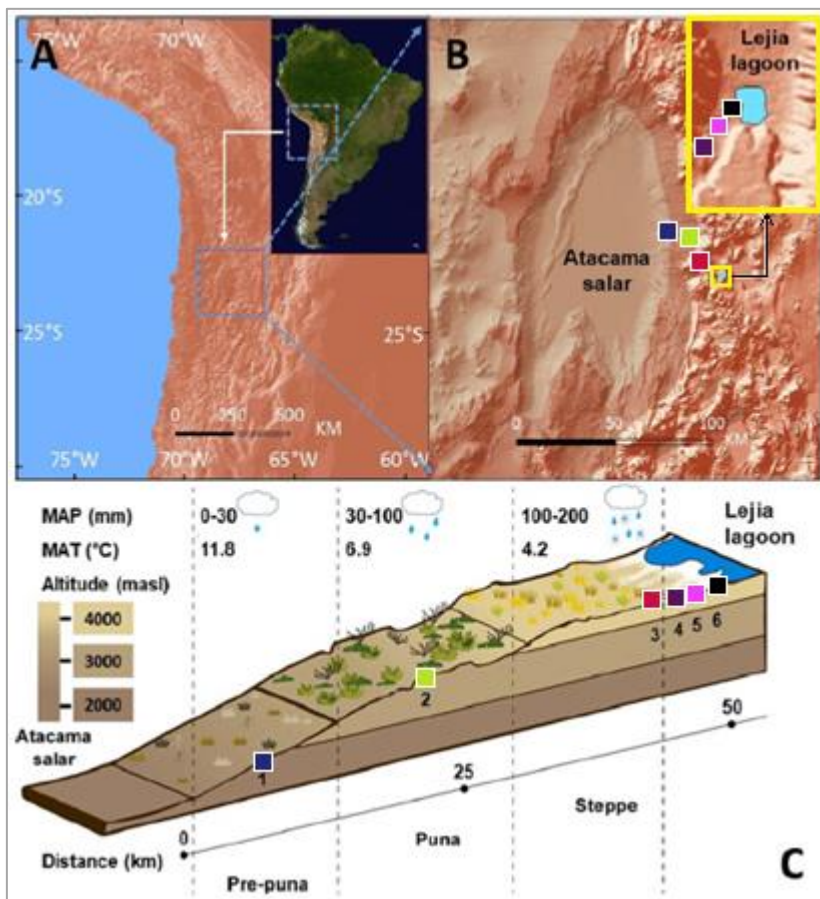 A
75°W
70°W
20°S
25°S
0 250 500
KM
75°W
70°W
65°W
60°W
B
Lejia
lagoon
Atacama
salar
25°S
0 50 100
KM
MAP (mm)
0-30
30-100
100-200
MAT (°C)
11.8
6.9
4.2
Lejia
lagoon
Altitude (masl)
4000
3000
2000
Atacama
salar
1
2
3
4
5
6
0
25
50
Distance (km)
Pre-puna
Puna
Steppe
C